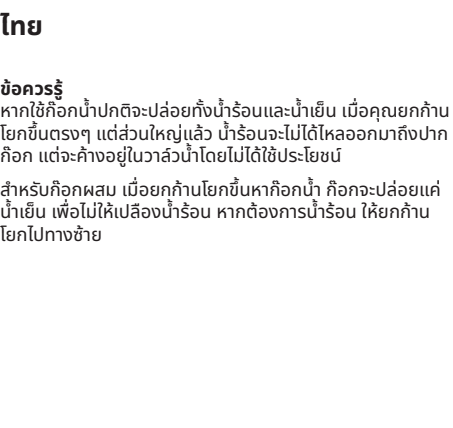 ไทย
ข้อควรรู้
หากใช้ก๊อกน้ำปกติจะปล่อยทั้งน้ำร้อนและน้ำเย็น เมื่อคุณยกก้าน
โยกขึ้นตรงๆ แต่ส่วนใหญ่แล้ว น้ำร้อนจะไม่ได้ไหลออกมาถึงปาก
ก๊อก แต่จะค้างอยู่ในวาล์วน้ำโดยไม่ได้ใช้ประโยชน์
สำหรับก๊อกผสม เมื่อยกก้านโยกขึ้นหาก๊อกน้ำ ก๊อกจะปล่อยแค่
น้ำเย็น เพื่อไม่ให้เปลืองน้ำร้อน หากต้องการน้ำร้อน ให้ยกก้าน
โยกไปทางซ้าย